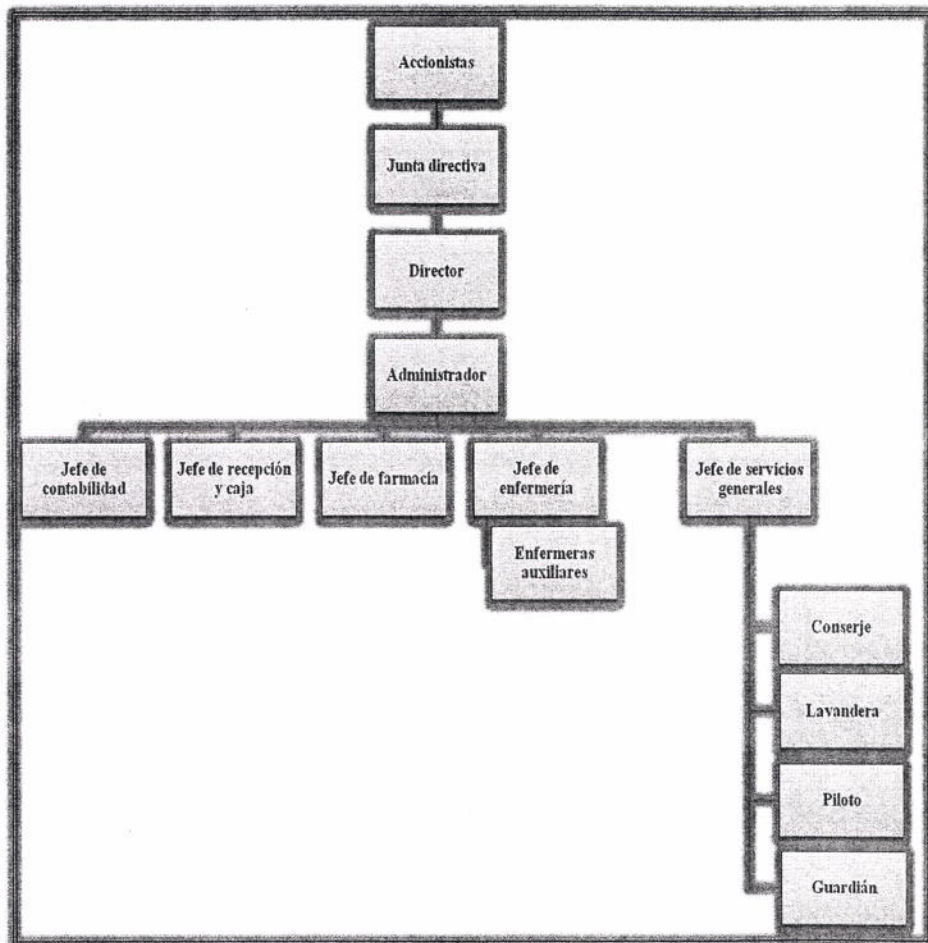 Accionistas
Junta directiva
Director
Administrador
Jefe de
contabilidad
Jefe de recepción
y caja
Jefe de farmacia
Jefe de
enfermería
Jefe de servicios
generales
Enfermeras
auxiliares
Conserje
Lavandera
Piloto
Guardián